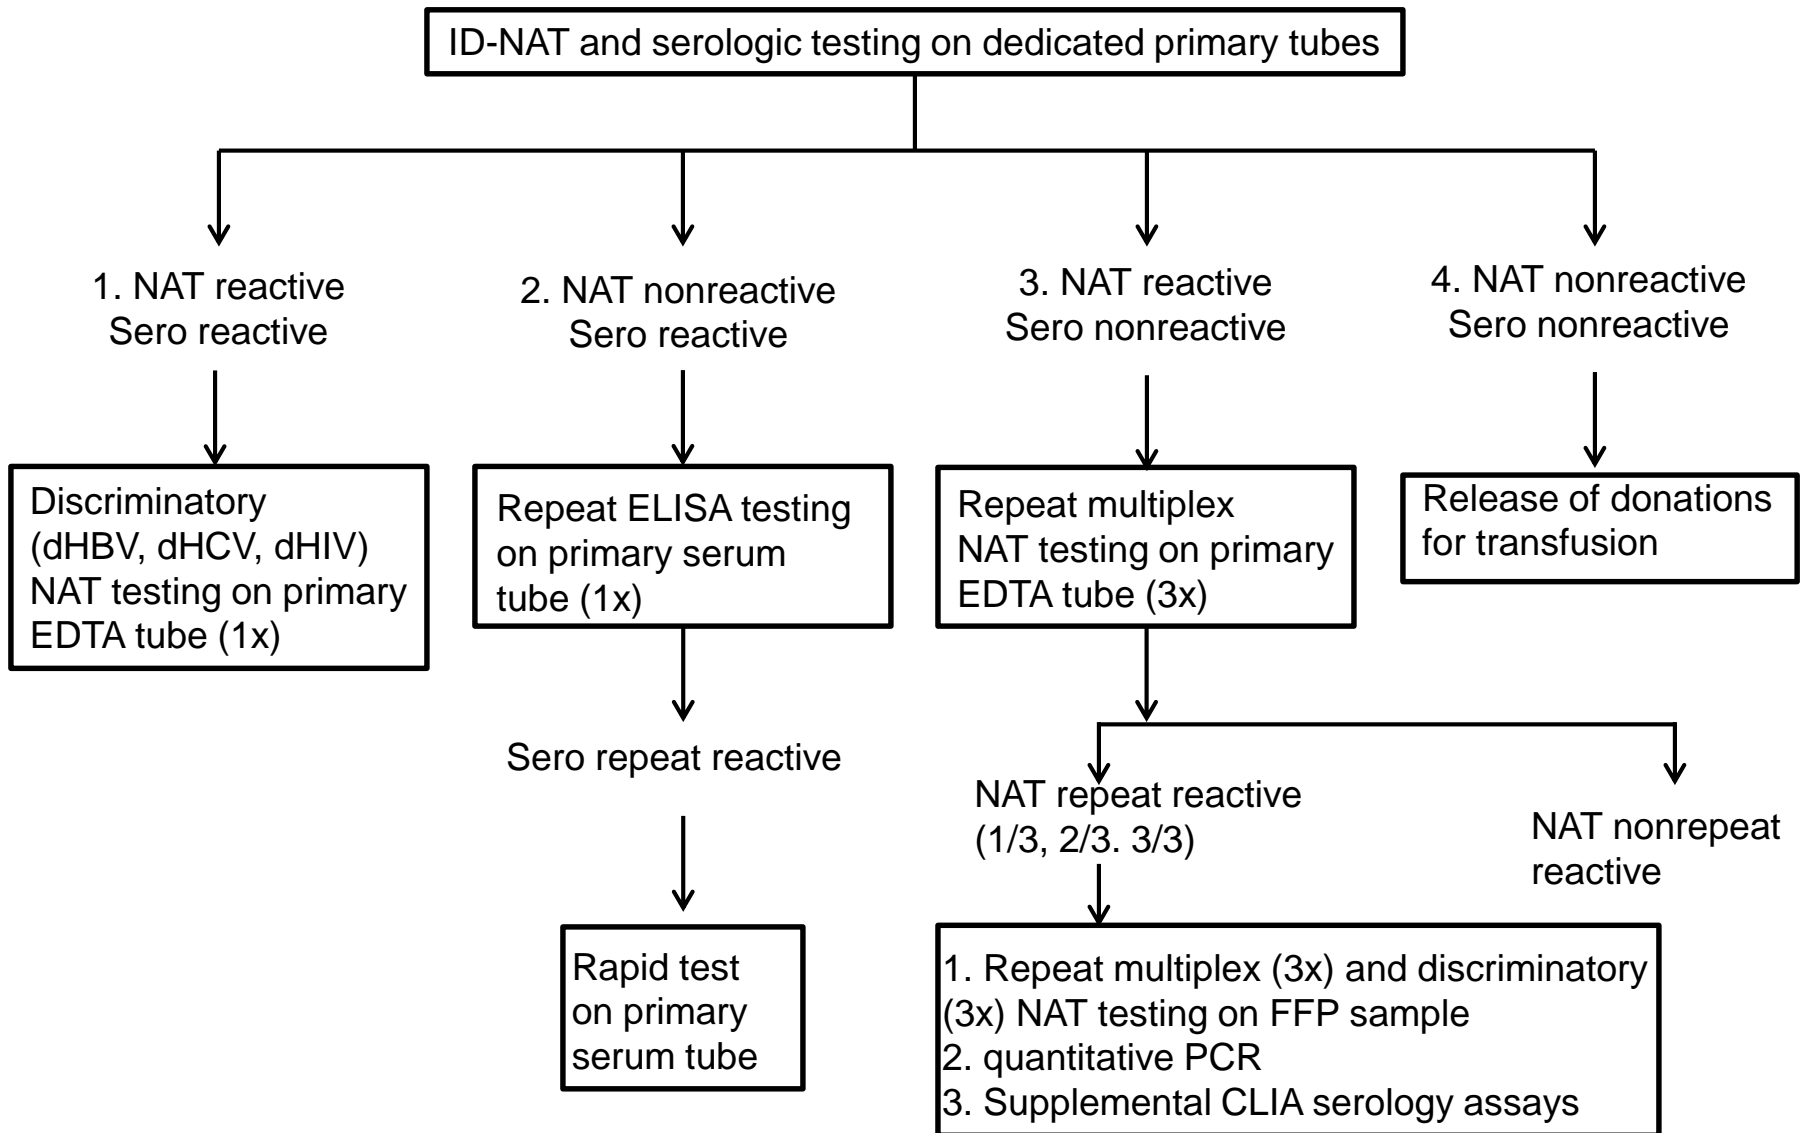 ID-NAT and serologic testing on dedicated primary tubes
1. NAT reactive
Sero reactive
2. NAT nonreactive
Sero reactive
3. NAT reactive
Sero nonreactive
4. NAT nonreactive
Sero nonreactive
Discriminatory
(dHBV, dHCV, dHIV)
NAT testing on primary
EDTA tube (1x)
Repeat ELISA testing
on primary serum
tube (1x)
Repeat multiplex
NAT testing on primary
EDTA tube (3x)
Release of donations
for transfusion
Sero repeat reactive
NAT repeat reactive
(1/3, 2/3. 3/3)
NAT nonrepeat
reactive
Rapid test
on primary
serum tube
1. Repeat multiplex (3x) and discriminatory
(3x) NAT testing on FFP sample
2. quantitative PCR
3. Supplemental CLIA serology assays